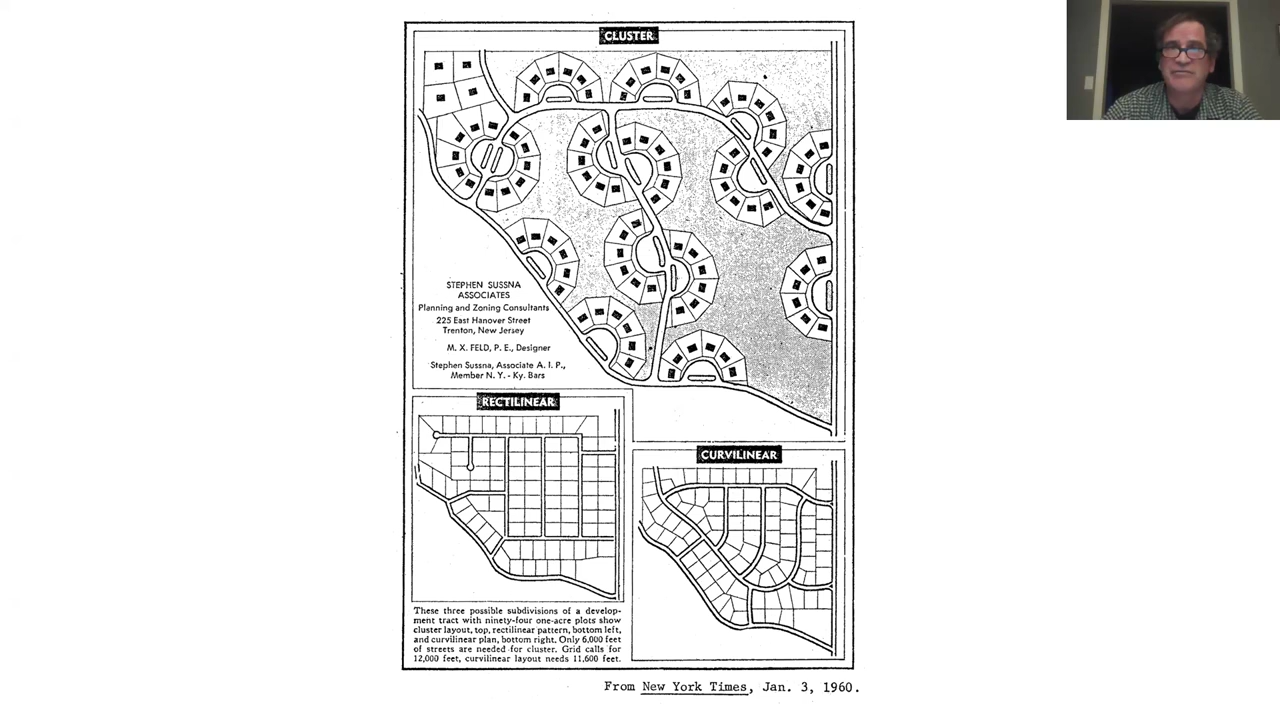 CLUSTER
STEPHEN SUSSNA
ASSOCIATES
Planning and Zoning Consultants
225 East Hanover Street
Trenton, New Jersey
M. X. FELD, P. E., Designer
Stephen Sussna, Associate A. I. P.,
Member N. Y. - Ky. Bars
RECTILINEAR
CURVILINEAR
These three possible subdivisions of a develop-
ment tract with ninety-four one-acre plots show
cluster layout, top, rectilinear pattern, bottom left,
and curvilinear plan, bottom right. Only 6,000 feet
of streets are needed for cluster. Grid calls for
12,000 feet, curvilinear layout needs 11,600 feet.
From New York Times, Jan. 3, 1960.